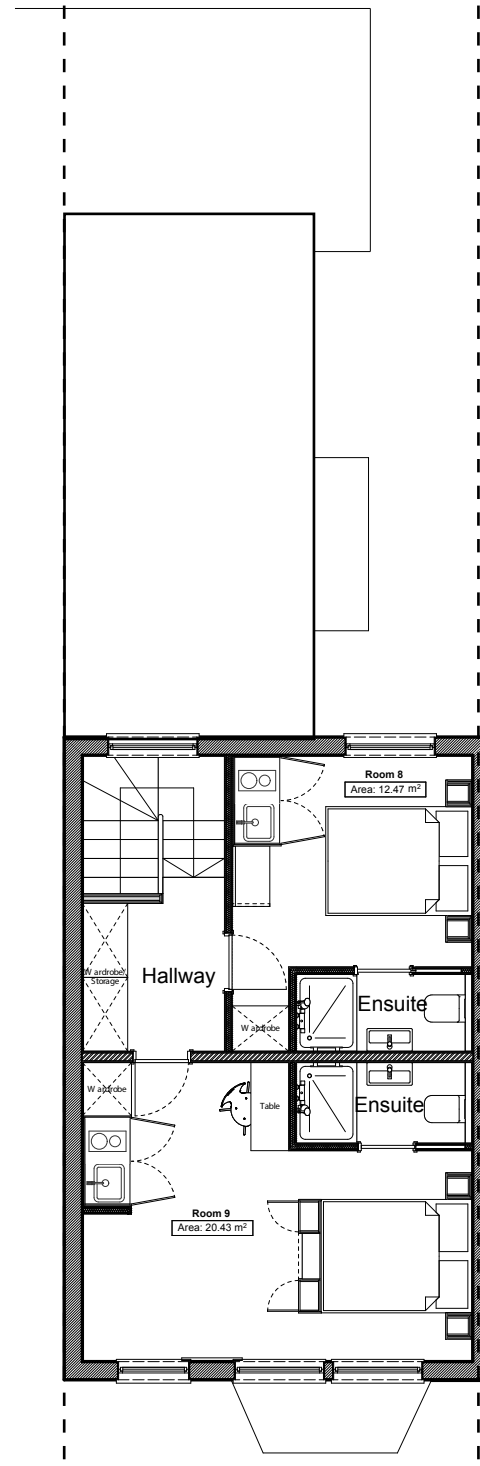 Room 8
Area: 12.47 m²
Wardrobe/
Storage
Hallway
Ensuite
Wardrobe
Wardrobe
Table
Ensuite
Room 9
Area: 20.43 m²